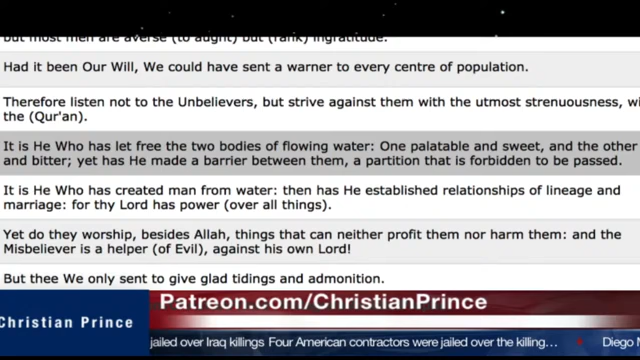 but most men are averse (to aught) but (rank) ingratitude.
Had it been Our Will, We could have sent a warner to every centre of population.
Therefore listen not to the Unbelievers, but strive against them with the utmost strenuousness, wi
the (Qur'an).
It is He Who has let free the two bodies of flowing water: One palatable and sweet, and the other
and bitter; yet has He made a barrier between them, a partition that is forbidden to be passed.
It is He Who has created man from water: then has He established relationships of lineage and
marriage: for thy Lord has power (over all things).
Yet do they worship, besides Allah, things that can neither profit them nor harm them: and the
Misbeliever is a helper (of Evil), against his own Lord!
But thee We only sent to give glad tidings and admonition.
Patreon.com/ChristianPrince
Christian Prince
jailed over Iraq killings Four American contractors were jailed over the killing... Diego